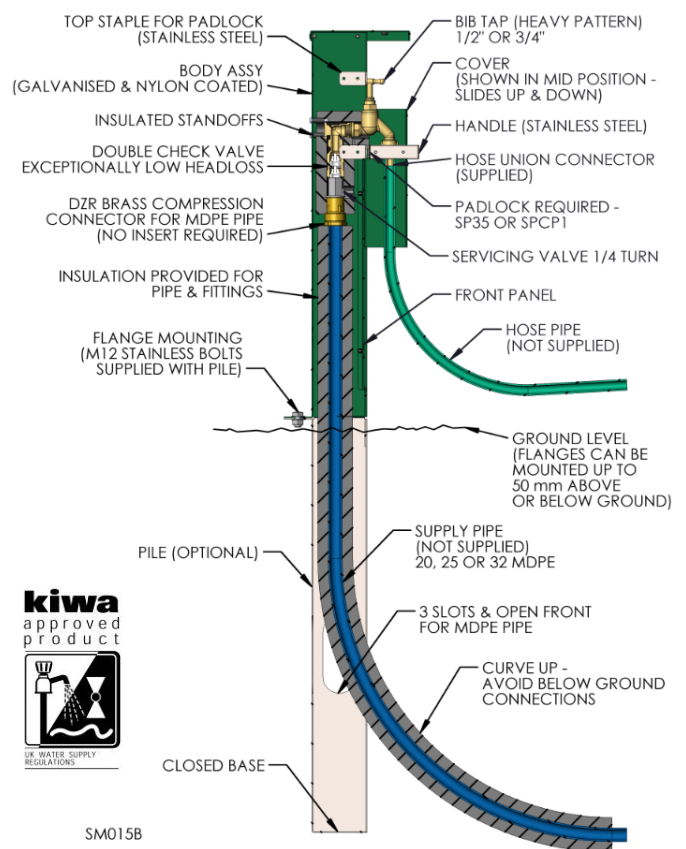 TOP STAPLE FOR PADLOCK
(STAINLESS STEEL)
BODY ASSY
(GALVANISED & NYLON COATED)
INSULATED STANDOFFS
DOUBLE CHECK VALVE
EXCEPTIONALLY LOW HEADLOSS
DZR BRASS COMPRESSION
CONNECTOR FOR MDPE PIPE
(NO INSERT REQUIRED)
INSULATION PROVIDED FOR
PIPE & FITTINGS
FLANGE MOUNTING
(M12 STAINLESS BOLTS
SUPPLIED WITH PILE)
PILE (OPTIONAL)
CLOSED BASE
BIB TAP (HEAVY PATTERN)
1/2" OR 3/4"
COVER
(SHOWN IN MID POSITION -
SLIDES UP & DOWN)
HANDLE (STAINLESS STEEL)
HOSE UNION CONNECTOR
(SUPPLIED)
PADLOCK REQUIRED -
SP35 OR SPCP1
SERVICING VALVE 1/4 TURN
FRONT PANEL
HOSE PIPE
(NOT SUPPLIED)
GROUND LEVEL
(FLANGES CAN BE
MOUNTED UP TO
50 mm ABOVE
OR BELOW GROUND)
SUPPLY PIPE
(NOT SUPPLIED)
20, 25 OR 32 MDPE
3 SLOTS & OPEN FRONT
FOR MDPE PIPE
CURVE UP -
AVOID BELOW GROUND
CONNECTIONS
kiwa
approved
product
UK WATER SUPPLY
REGULATIONS
SM015B